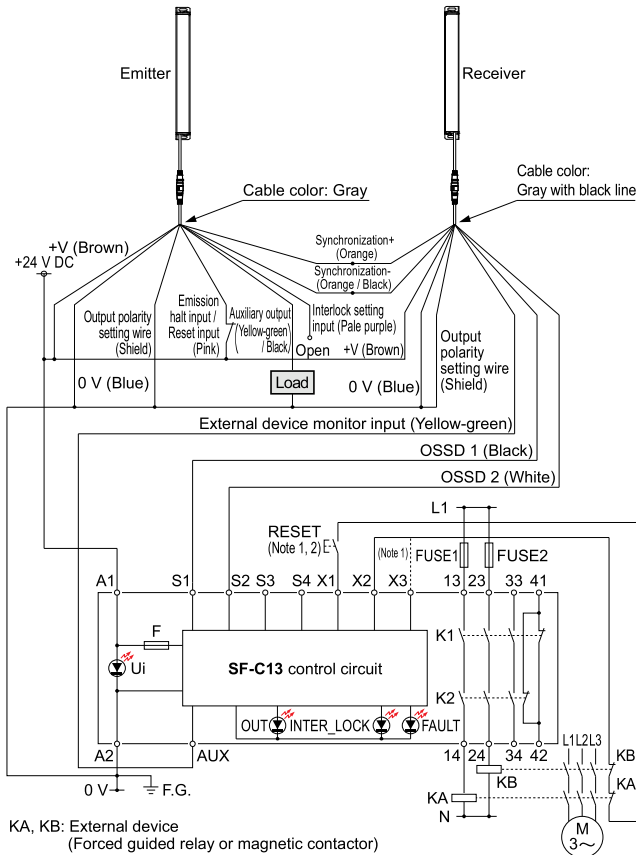 Emitter
Receiver
Cable color: Gray
Cable color:
Gray with black line
+V (Brown)
+24 V DC
Synchronization+
(Orange)
Synchronization-
(Orange / Black)
Output polarity
setting wire
(Shield)
Emission
halt input /
Reset input
(Pink)
Auxiliary output
(Yellow-green
/ Black)
Interlock setting
input (Pale purple)
Open
+V (Brown)
Output
polarity
setting wire
(Shield)
0 V (Blue)
Load
0 V (Blue)
External device monitor input (Yellow-green)
OSSD 1 (Black)
OSSD 2 (White)
L1
RESET
(Note 1, 2)
(Note 1)
FUSE1
FUSE2
A1
S1
S2
S3
S4
X1
X2
X3
13
23
33
41
F
K1
Ui
SF-C13 control circuit
K2
OUT
INTER_LOCK
FAULT
A2
AUX
14
24
34
42
L1
L2
L3
KB
KB
KA
0 V
F.G.
KA
N
M
3~
KA, KB: External device
(Forced guided relay or magnetic contactor)